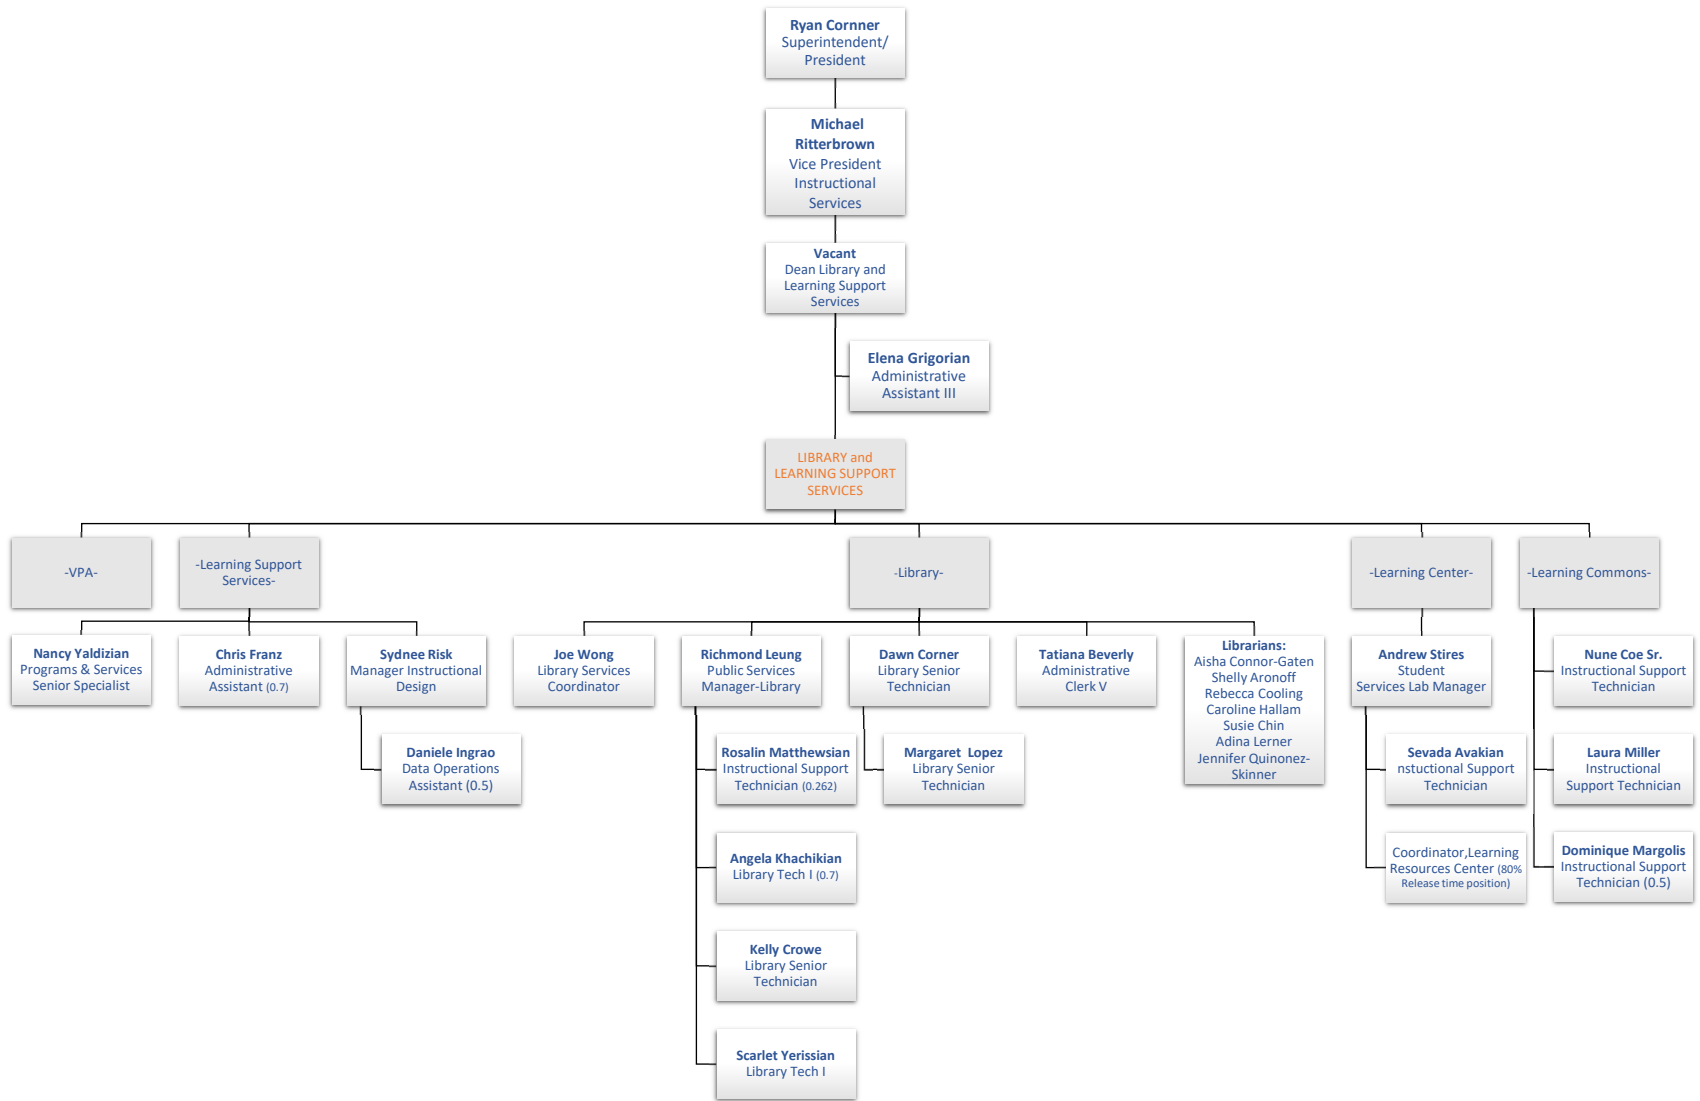 Ryan Cornner
Superintendent/
President
Michael
Ritterbrown
Vice President
Instructional
Services
Vacant
Dean Library and
Learning Support
Services
Elena Grigorian
Administrative
Assistant III
LIBRARY and
LEARNING SUPPORT
SERVICES
-VPA-
-Learning Support
Services-
-Library-
-Learning Center-
-Learning Commons-
Nancy Yaldizian
Programs & Services
Senior Specialist
Chris Franz
Administrative
Assistant (0.7)
Sydnee Risk
Manager Instructional
Design
Daniele Ingrao
Data Operations
Assistant (0.5)
Joe Wong
Library Services
Coordinator
Richmond Leung
Public Services
Manager-Library
Rosalin Matthewsian
Instructional Support
Technician (0.262)
Angela Khachikian
Library Tech I (0.7)
Kelly Crowe
Library Senior
Technician
Scarlet Yerissian
Library Tech I
Dawn Corner
Library Senior
Technician
Margaret  Lopez
Library Senior
Technician
Tatiana Beverly
Administrative
Clerk V
Librarians:
Aisha Connor-Gaten
Shelly Aronoff
Rebecca Cooling
Caroline Hallam
Susie Chin
Adina Lerner
Jennifer Quinonez-
Skinner
Andrew Stires
Student
Services Lab Manager
Sevada Avakian
nstuctional Support
Technician
Coordinator,Learning
Resources Center (80%
Release time position)
Nune Coe Sr.
Instructional Support
Technician
Laura Miller
Instructional
Support Technician
Dominique Margolis
Instructional Support
Technician (0.5)